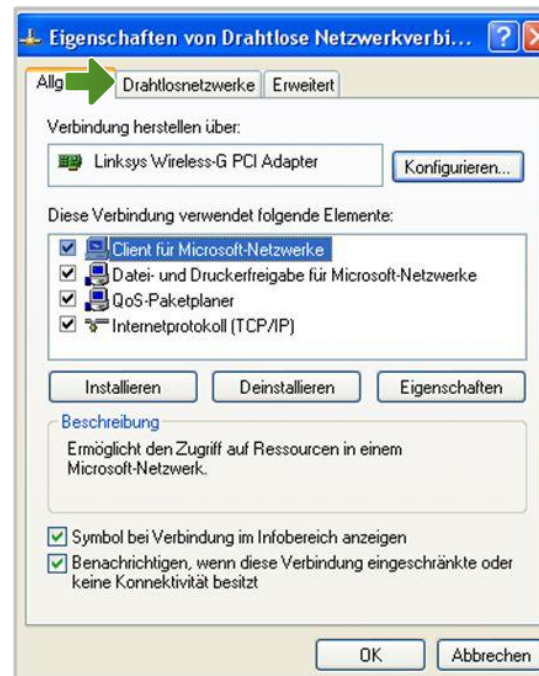 Eigenschaften von Drahtlose Netzwerkverbi...
Allg
Drahtlosnetzwerke
Erweitert
Verbindung herstellen über:
Linksys Wireless-G PCI Adapter
Konfigurieren...
Diese Verbindung verwendet folgende Elemente:
Client für Microsoft-Netzwerke
Datei- und Druckerfreigabe für Microsoft-Netzwerke
QoS-Paketplaner
Internetprotokoll (TCP/IP)
Installieren
Deinstallieren
Eigenschaften
Beschreibung
Ermöglicht den Zugriff auf Ressourcen in einem
Microsoft-Netzwerk.
Symbol bei Verbindung im Infobereich anzeigen
Benachrichtigen, wenn diese Verbindung eingeschränkte oder
keine Konnektivität besitzt
OK
Abbrechen